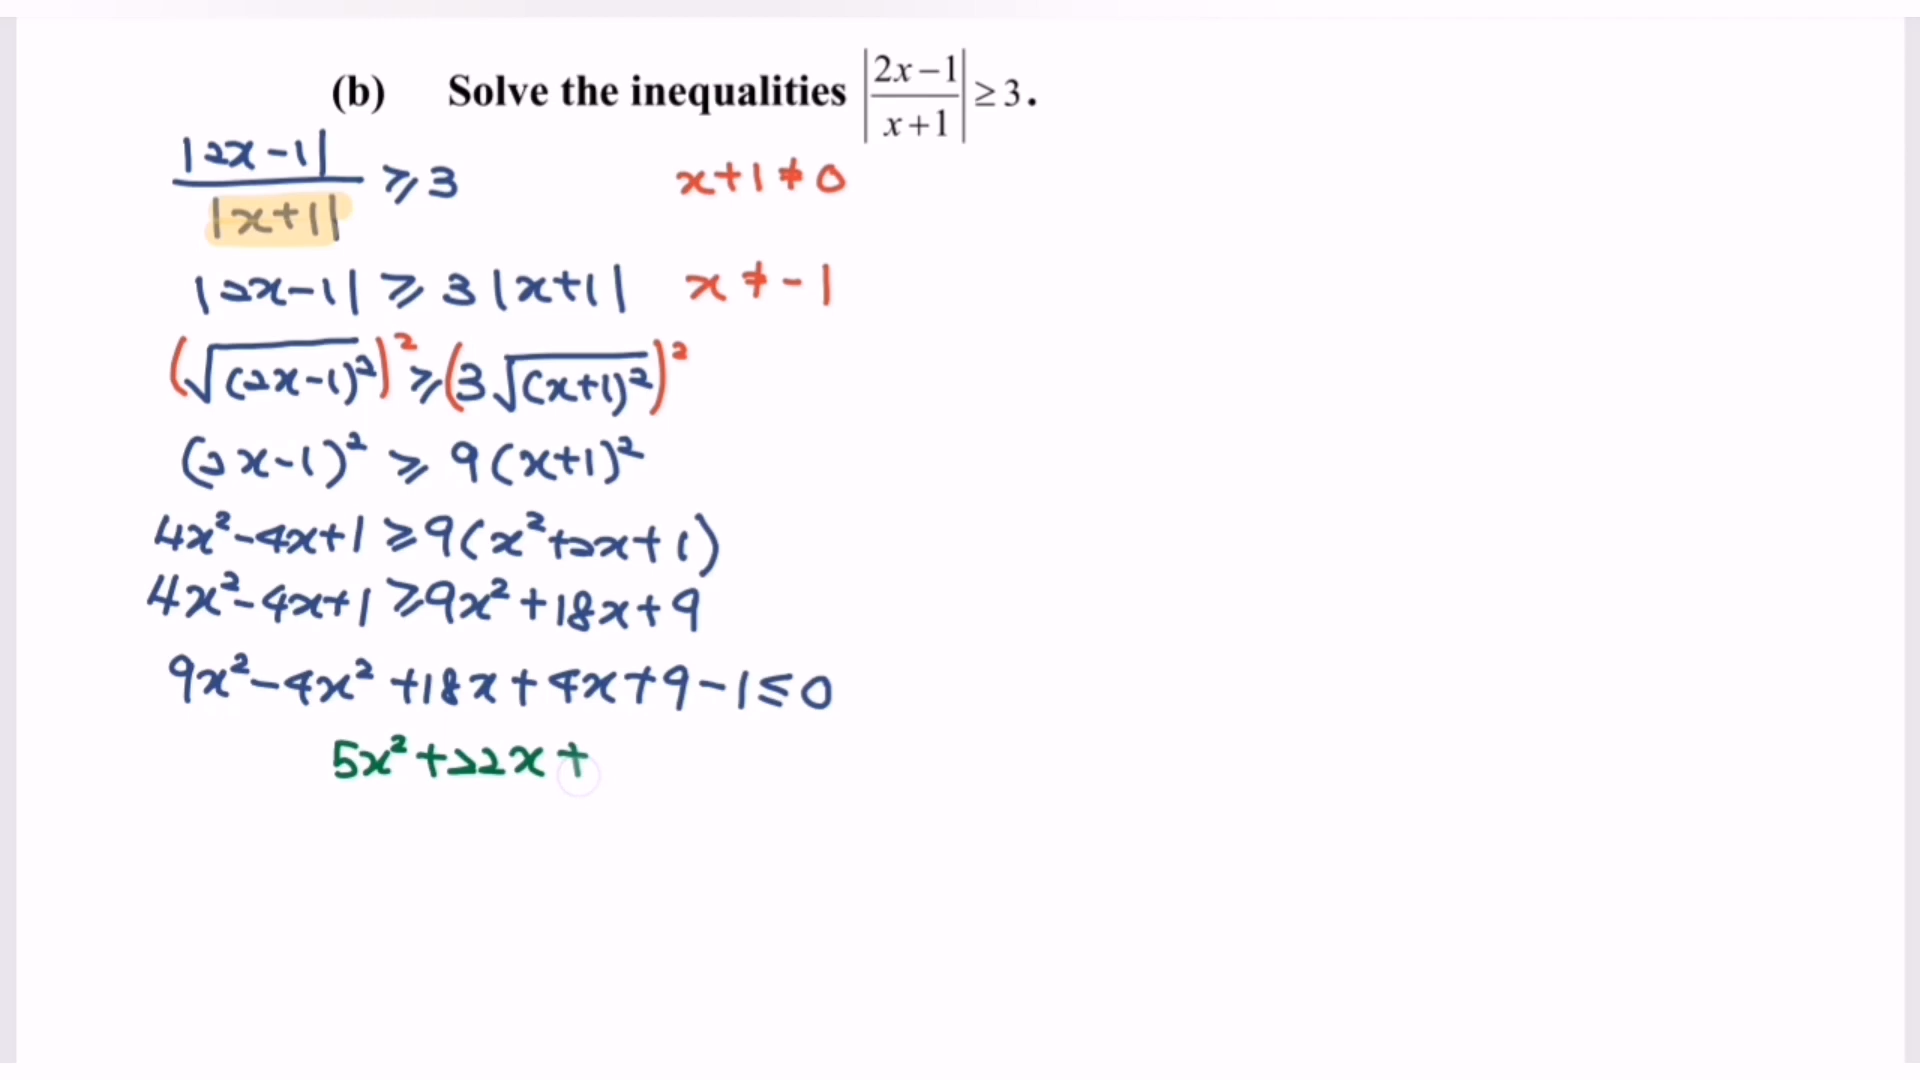 (b) Solve the inequalities |2x-1/x+1| ≥ 3.
|2x-1|/|x+1| ≥ 3 x+1≠0
|2x-1| ≥ 3|x+1| x≠-1
(√(2x-1)²)² ≥ (3√(x+1)²)²
(2x-1)² ≥ 9(x+1)²
4x²-4x+1 ≥ 9(x²+2x+1)
4x²-4x+1 ≥ 9x²+18x+9
9x²-4x²+18x+4x+9-1 ≤ 0
5x²+22x+